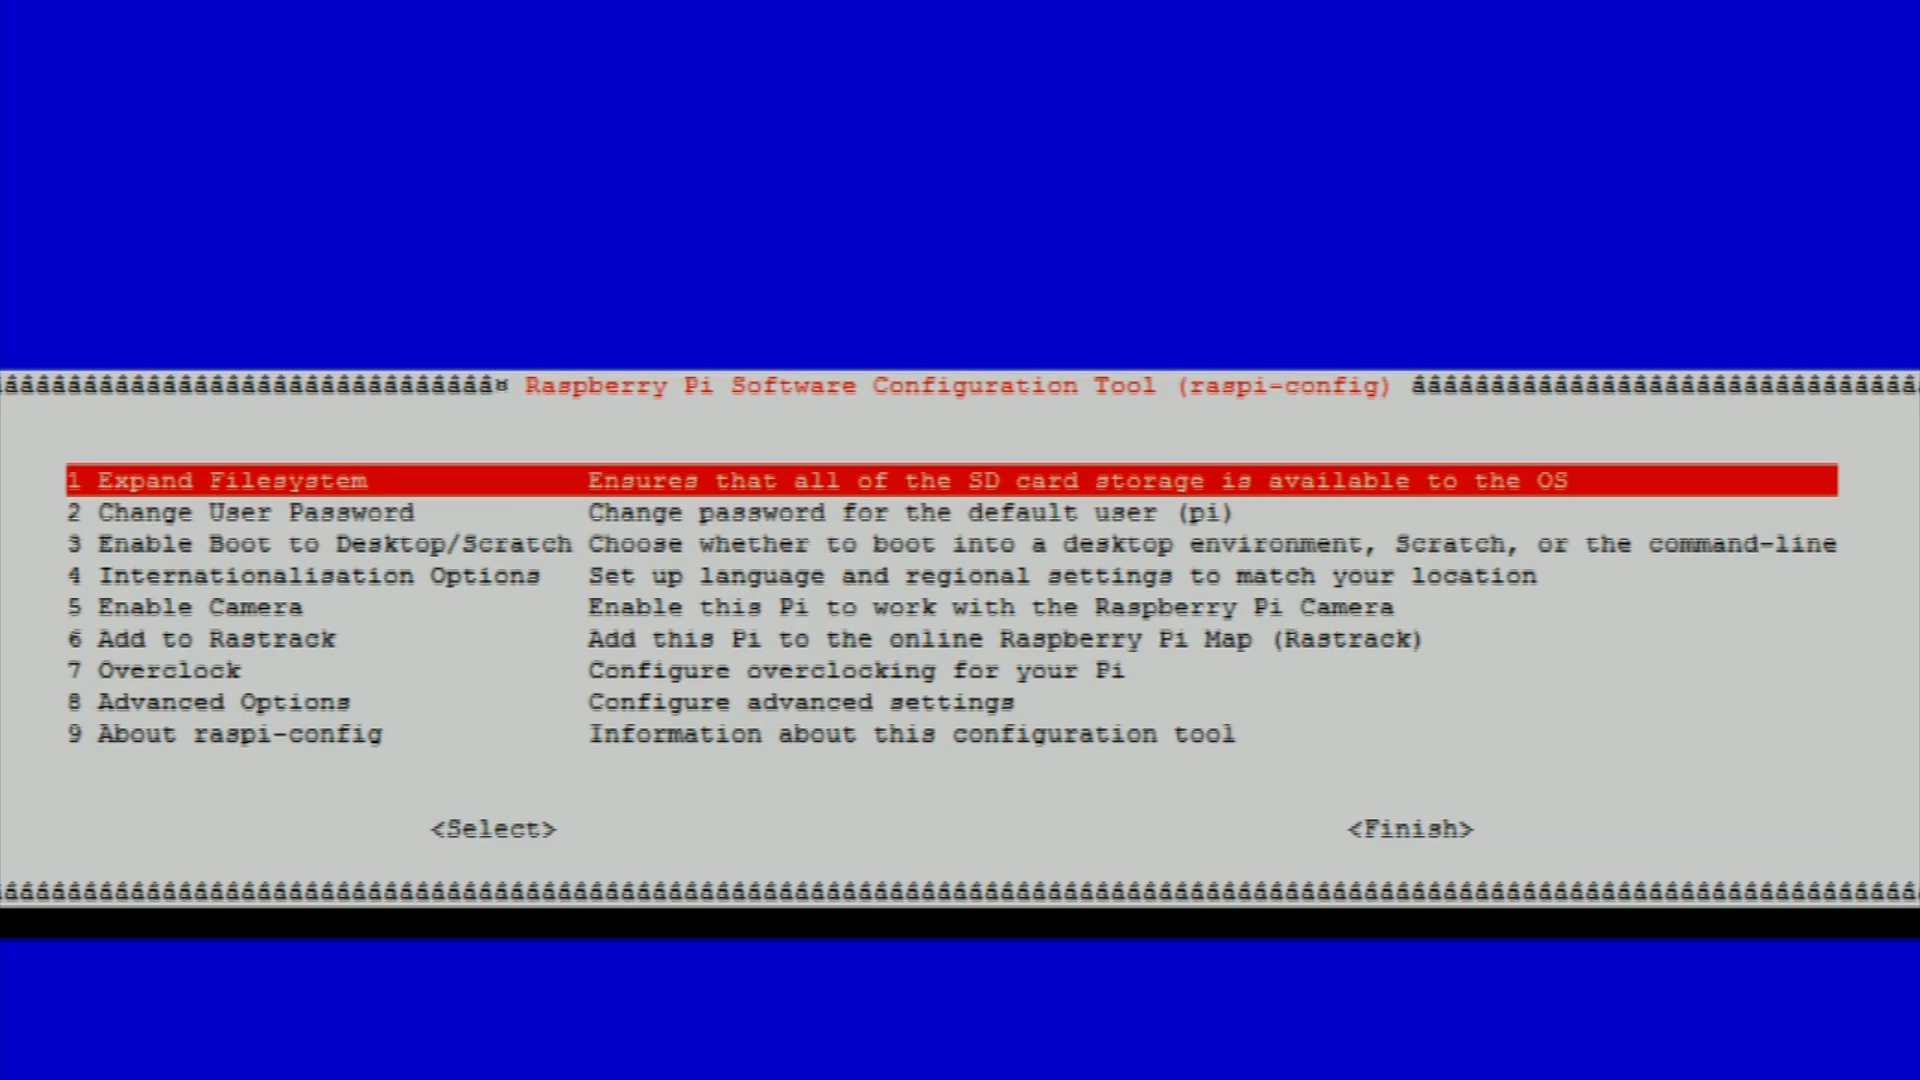 Raspberry Pi Software Configuration Tool (raspi-config)
1 Expand Filesystem Ensures that all of the SD card storage is available to the OS
2 Change User Password Change password for the default user (pi)
3 Enable Boot to Desktop/Scratch Choose whether to boot into a desktop environment, Scratch, or the command-line
4 Internationalisation Options Set up language and regional settings to match your location
5 Enable Camera Enable this Pi to work with the Raspberry Pi Camera
6 Add to Rastrack Add this Pi to the online Raspberry Pi Map (Rastrack)
7 Overclock Configure overclocking for your Pi
8 Advanced Options Configure advanced settings
9 About raspi-config Information about this configuration tool
<Select> <Finish>